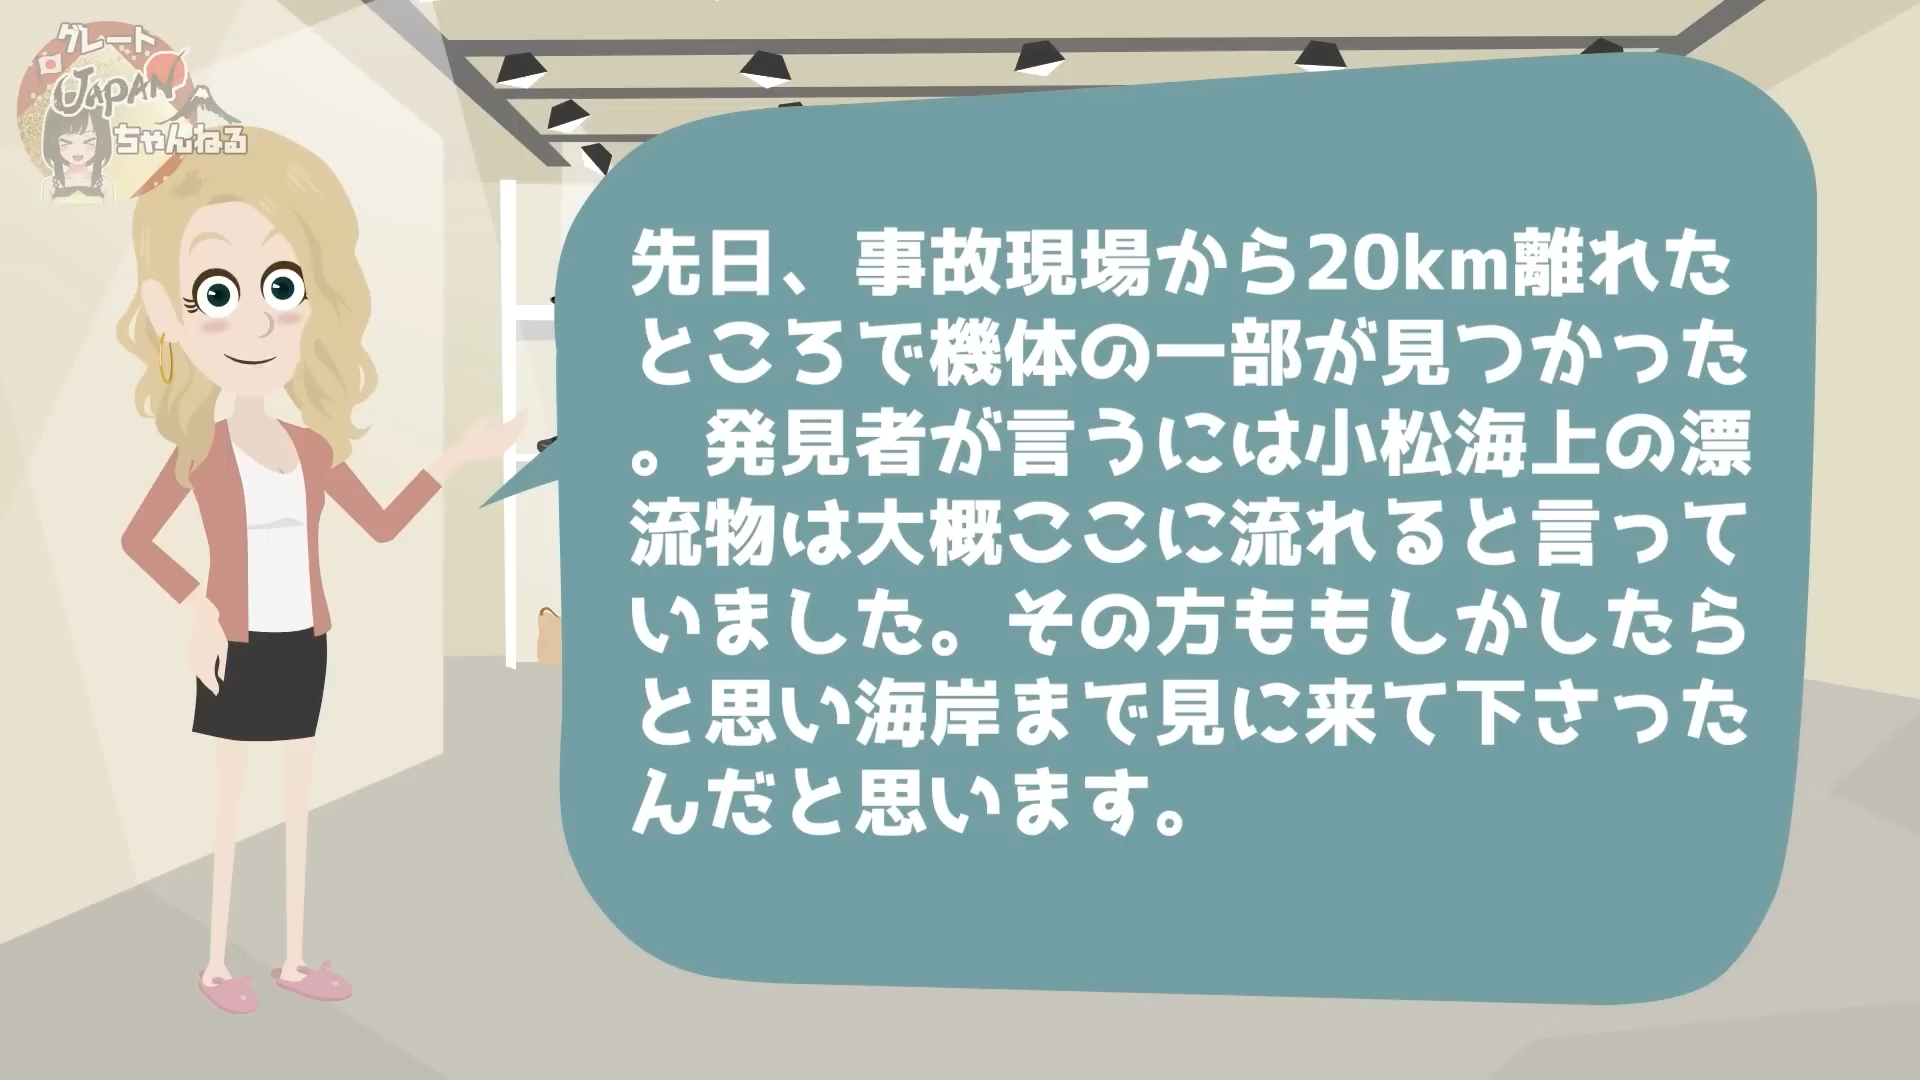 グレート
JAPAN
ちゃんねる
先日、事故現場から20km離れた
ところで機体の一部が見つかった
。発見者が言うには小松海上の漂
流物は大概ここに流れると言って
いました。その方ももしかしたら
と思い海岸まで見に来て下さった
んだと思います。